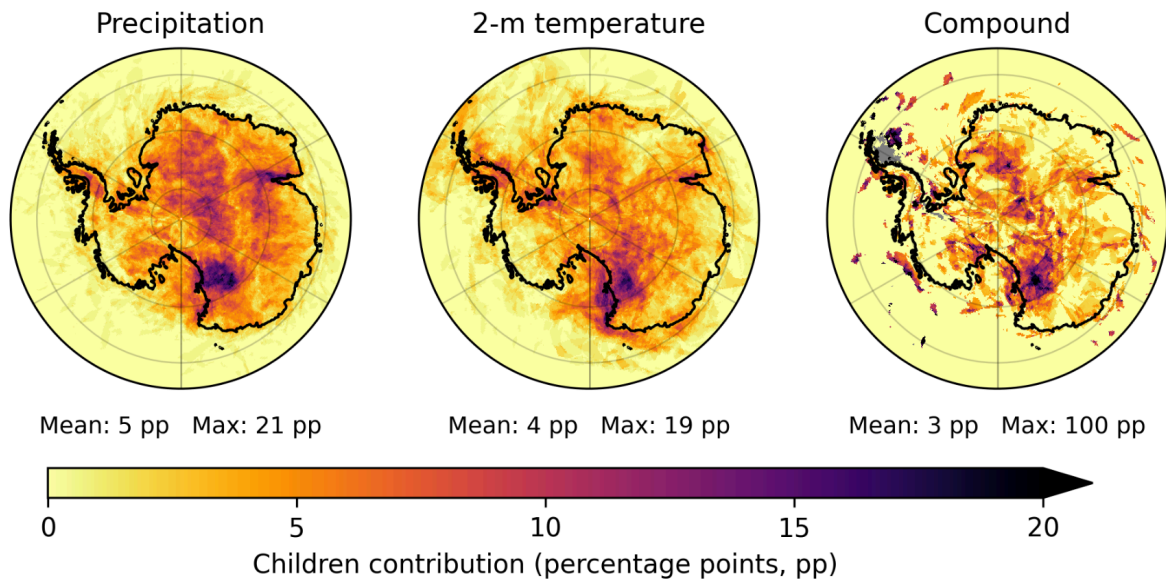 Precipitation
2-m temperature
Compound
Mean: 5 pp Max: 21 pp
Mean: 4 pp Max: 19 pp
Mean: 3 pp Max: 100 pp
0 5 10 15 20
Children contribution (percentage points, pp)